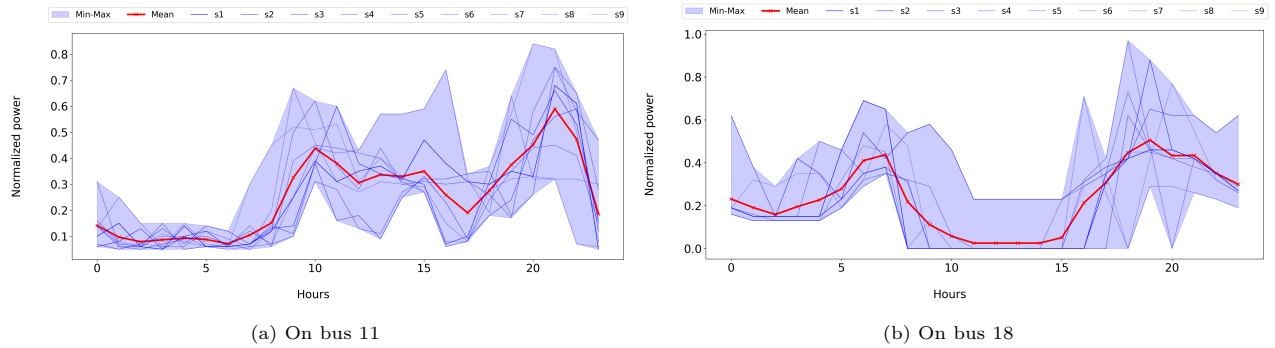 Min-Max Mean s1 s2 s3 s4 s5 s6 s7 s8 s9
0.8
0.7
0.6
0.5
0.4
0.3
0.2
0.1
Normalized power
0 5 10 15 20
Hours
(a) On bus 11
Min-Max Mean s1 s2 s3 s4 s5 s6 s7 s8 s9
1.0
0.8
0.6
0.4
0.2
0.0
Normalized power
0 5 10 15 20
Hours
(b) On bus 18